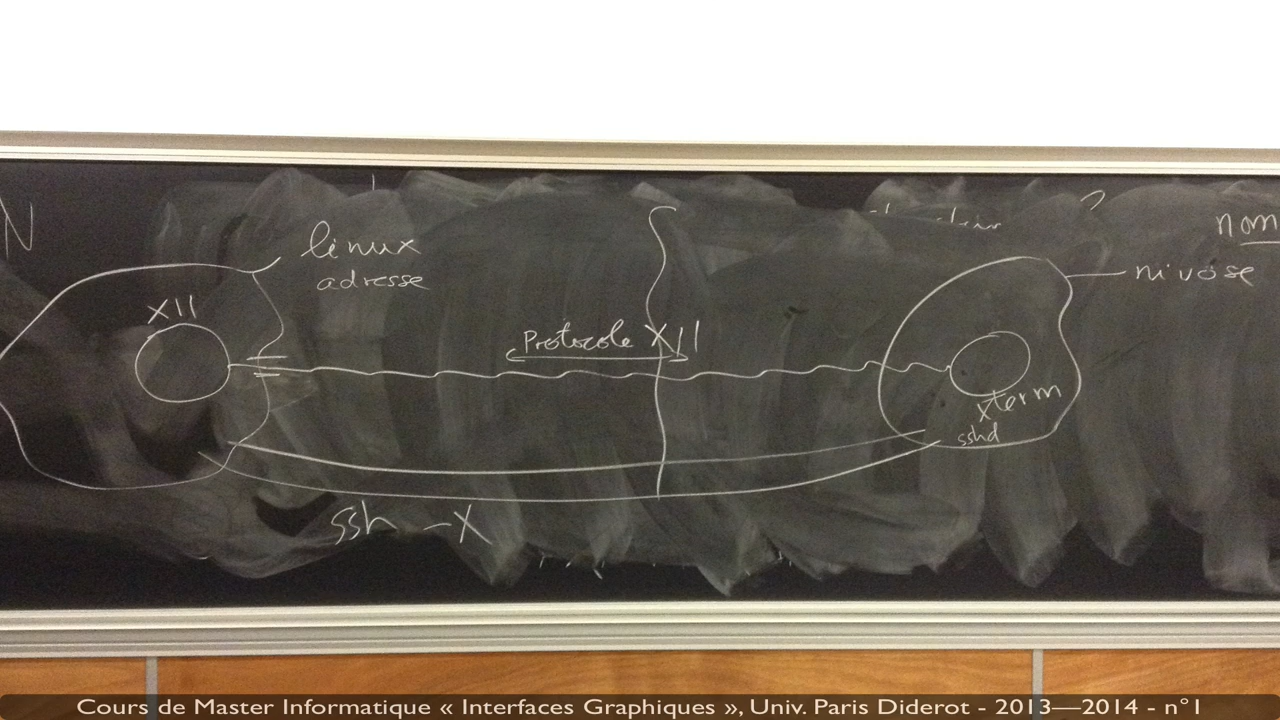 N
linux
adresse
X11
Protocole X11
nom
nivôse
xterm
sshd
ssh -X
Cours de Master Informatique « Interfaces Graphiques », Univ. Paris Diderot - 2013—2014 - n°1